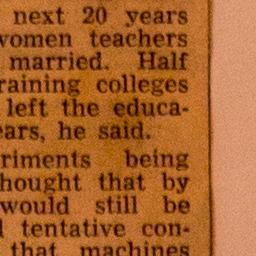 next 20 years
women teachers
married. Half
raining colleges
left the educa-
ears, he said.
riments being
hought that by
would still be
tentative con-
that machines